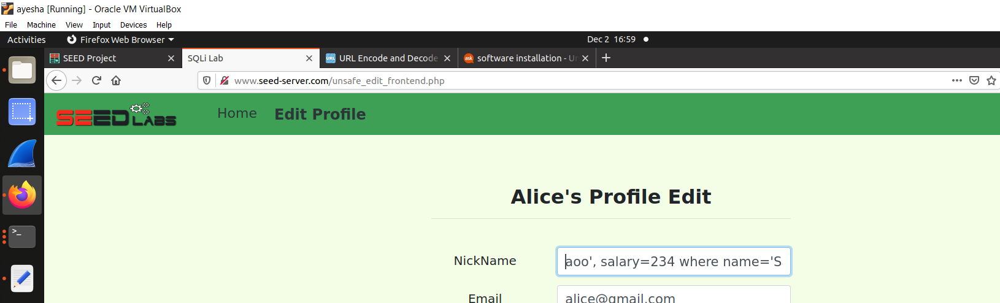 ayesha [Running] - Oracle VM VirtualBox
File Machine View Input Devices Help
Activities Firefox Web Browser Dec 2 16:59
SEED Project SQLi Lab URL Encode and Decode software installation - U
www.seed-server.com/unsafe_edit_frontend.php
SEEDLABS Home Edit Profile
Alice's Profile Edit
NickName aoo', salary=234 where name='S
Email alice@gmail.com